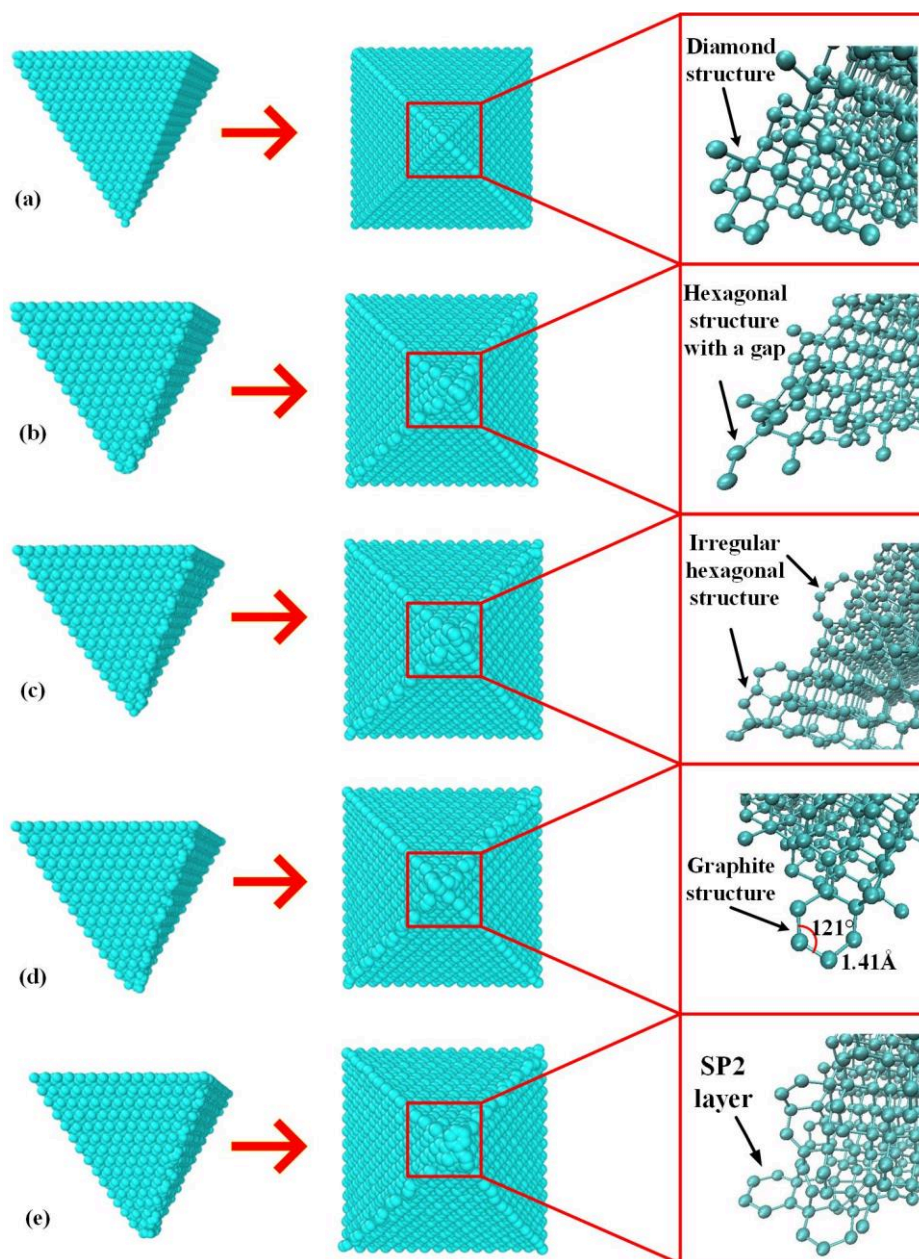 Diamond
structure
(a)
Hexagonal
structure
with a gap
(b)
Irregular
hexagonal
structure
(c)
Graphite
structure
121°
1.41Å
(d)
SP2
layer
(e)